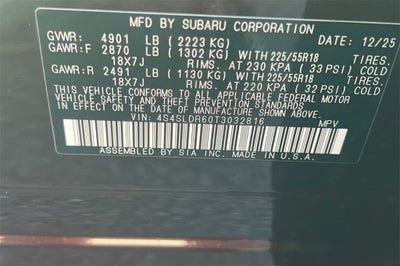 MFD BY SUBARU CORPORATION 12/25
GVWR: 4901 LB (2223 KG)
GAWR:F 2870 LB (1302 KG) WITH 225/55R18 TIRES.
18X7J RIMS. AT 230 KPA (33 PSI) COLD
GAWR:R 2491 LB (1130 KG) WITH 225/55R18 TIRES.
18X7J RIMS. AT 220 KPA (32 PSI) COLD
THIS VEHICLE CONFORMS TO ALL APPLICABLE FEDERAL MOTOR
VEHICLE SAFETY AND THEFT PREVENTION STANDARDS
IN EFFECT ON THE DATE OF MANUFACTURE SHOWN ABOVE.
VIN: 4S4SLDR60T3032816 MPV
ASSEMBLED BY SIA INC. MADE IN U.S.A.